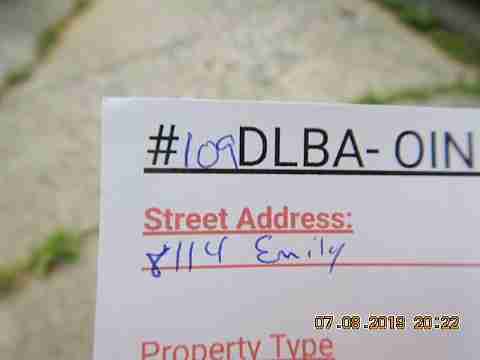 #109DLBA- OIN
Street Address:
8114 Emily
Property Type
07-08-2019 20:22